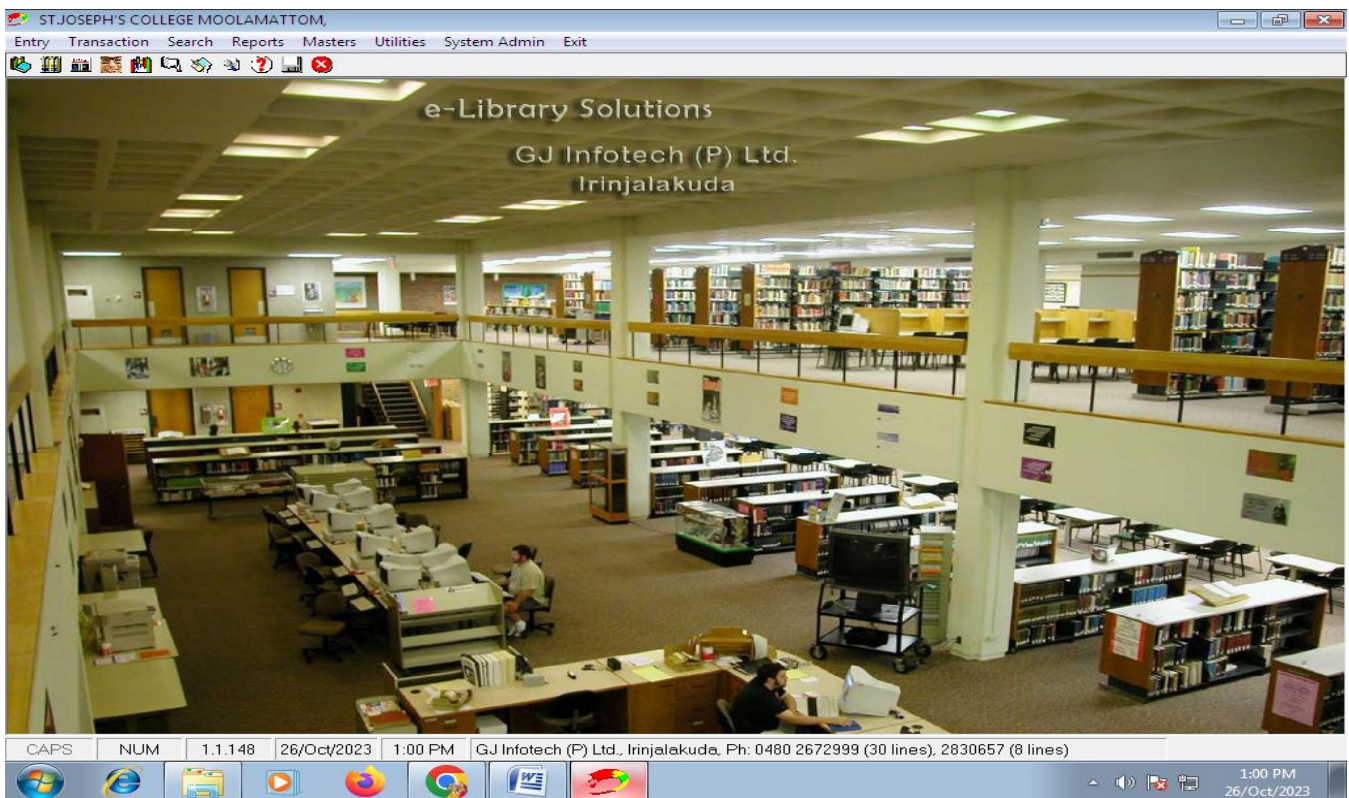 ST.JOSEPH'S COLLEGE MOOLAMATTOM,
Entry Transaction Search Reports Masters Utilities System Admin Exit
e-Library Solutions
GJ Infotech (P) Ltd.
Irinjalakuda
CAPS NUM 1.1.148 26/Oct/2023 1:00 PM GJ Infotech (P) Ltd., Irinjalakuda, Ph: 0480 2672999 (30 lines), 2830657 (8 lines)
1:00 PM
26/Oct/2023